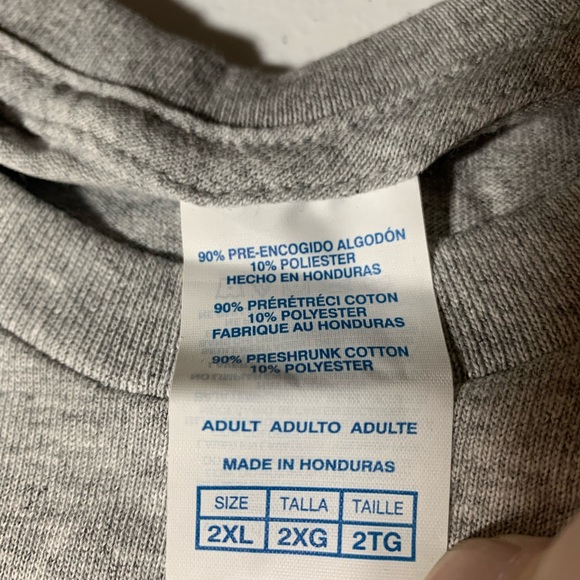 90% PRE-ENCOGIDO ALGODÓN
10% POLIESTER
HECHO EN HONDURAS
90% PRÉRÉTRÉCI COTON
10% POLYESTER
FABRIQUE AU HONDURAS
90% PRESHRUNK COTTON
10% POLYESTER
ADULT ADULTO ADULTE
MADE IN HONDURAS
SIZE TALLA TAILLE
2XL 2XG 2TG